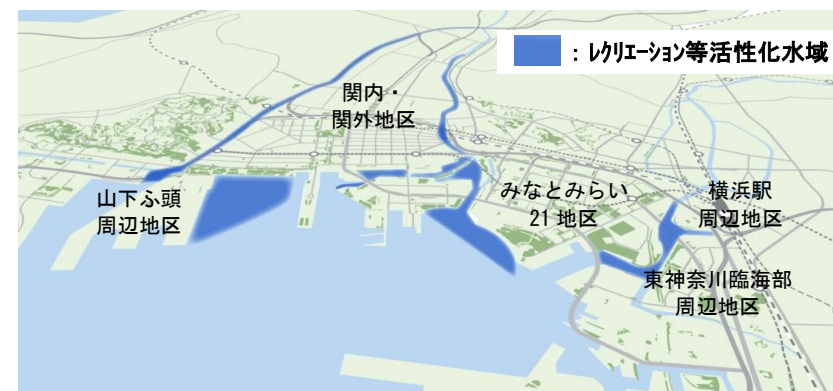 ：ﾚｸﾘｴｰｼｮﾝ等活性化水域
関内・
関外地区
山下ふ頭
周辺地区
みなとみらい
21地区
横浜駅
周辺地区
東神奈川臨海部
周辺地区